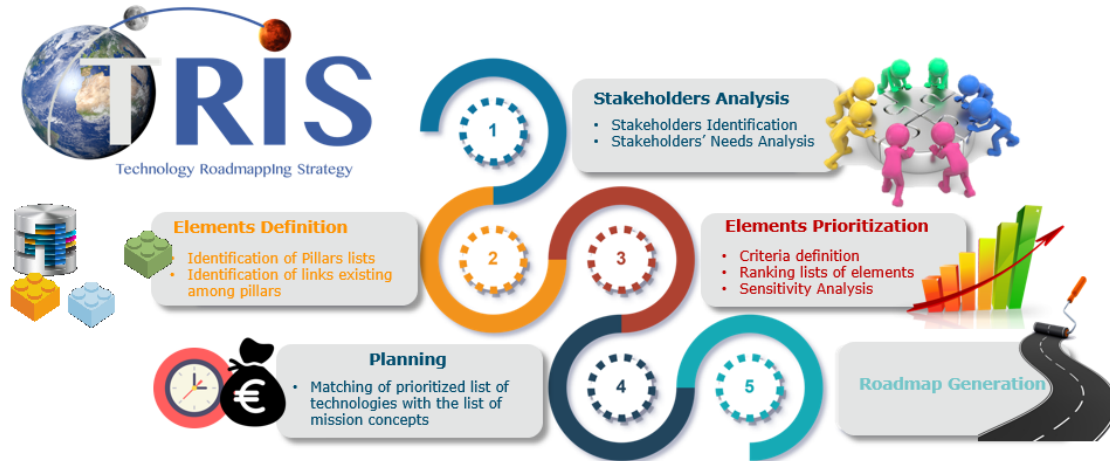 TRIS
Technology Roadmapping Strategy
1
Stakeholders Analysis
• Stakeholders Identification
• Stakeholders' Needs Analysis
Elements Definition
• Identification of Pillars lists
• Identification of links existing
among pillars
2
3
Elements Prioritization
• Criteria definition
• Ranking lists of elements
• Sensitivity Analysis
Planning
• Matching of prioritized list of
technologies with the list of
mission concepts
€
4
5
Roadmap Generation